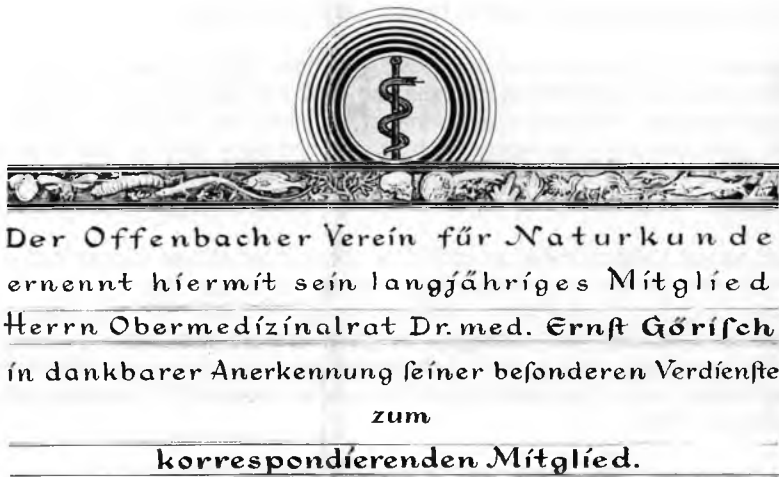 Der Offenbacher Verein für Naturkunde
ernennt hiermit sein langjähriges Mitglied
Herrn Obermedizinalrat Dr. med. Ernſt Göriſch
in dankbarer Anerkennung ſeiner beſonderen Verdienſte
zum
korrespondierenden Mitglied.